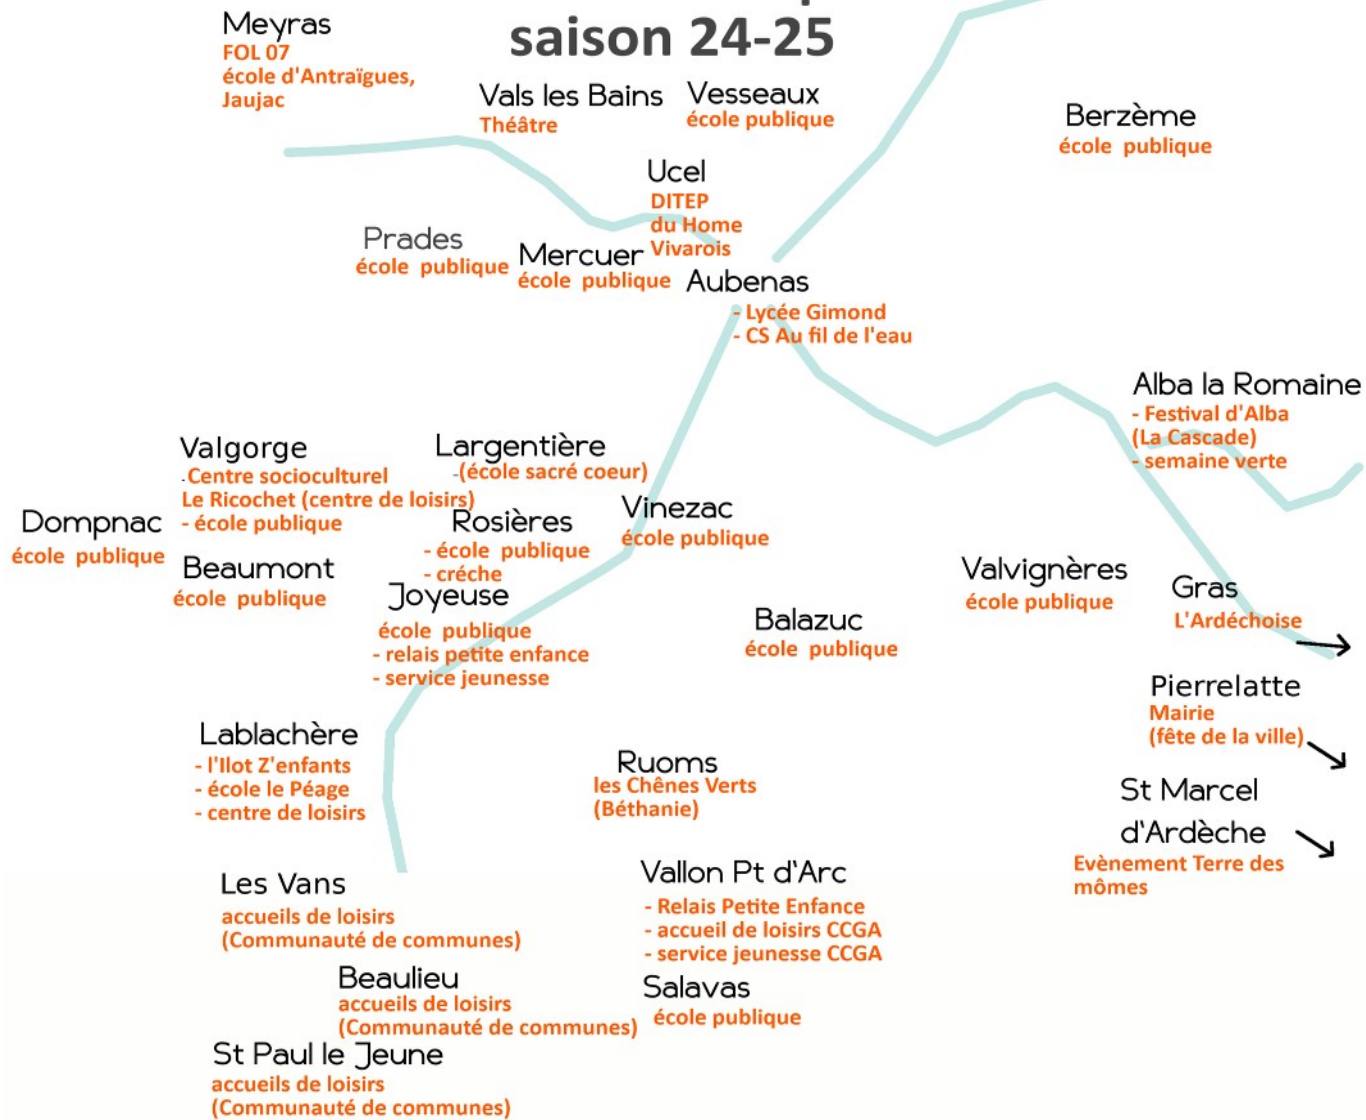 saison 24-25
Meyras
FOL 07
école d'Antraïgues,
Jaujac
Vals les Bains
Théâtre
Vesseaux
école publique
Berzème
école publique
Ucel
DITEP
du Home
Vivarois
Prades
école publique
Mercuer
école publique
Aubenas
- Lycée Gimond
- CS Au fil de l'eau
Alba la Romaine
- Festival d'Alba
(La Cascade)
- semaine verte
Valgorge
-Centre socioculturel
Le Ricochet (centre de loisirs)
- école publique
Largentière
-(école sacré coeur)
Dompnac
école publique
Rosières
- école publique
- créche
Vinezac
école publique
Beaumont
école publique
Joyeuse
école publique
- relais petite enfance
- service jeunesse
Balazuc
école publique
Valvignères
école publique
Gras
L'Ardéchoise
Pierrelatte
Mairie
(fête de la ville)
Lablachère
- l'Ilot Z'enfants
- école le Péage
- centre de loisirs
Ruoms
les Chênes Verts
(Béthanie)
St Marcel
d'Ardèche
Evènement Terre des
mômes
Les Vans
accueils de loisirs
(Communauté de communes)
Vallon Pt d'Arc
- Relais Petite Enfance
- accueil de loisirs CCGA
- service jeunesse CCGA
Beaulieu
accueils de loisirs
(Communauté de communes)
Salavas
école publique
St Paul le Jeune
accueils de loisirs
(Communauté de communes)